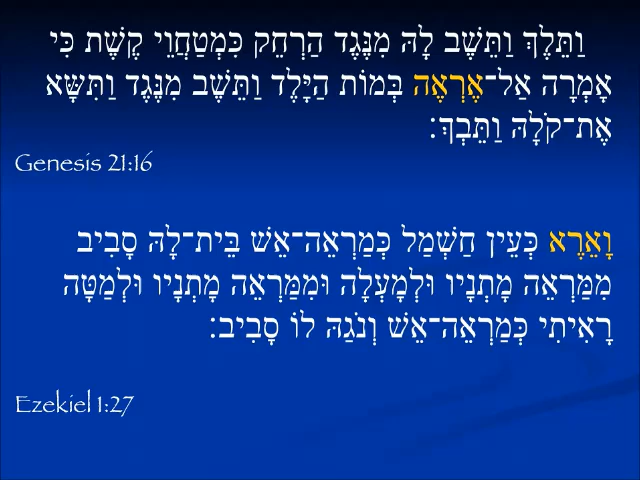 וַתֵּלֶךְ וַתֵּשֶׁב לָהּ מִנֶּגֶד הַרְחֵק כִּמְטַחֲוֵי קֶשֶׁת כִּי
אָמְרָה אַל־אֶרְאֶה בְּמוֹת הַיָּלֶד וַתֵּשֶׁב מִנֶּגֶד וַתִּשָּׂא
אֶת־קֹלָהּ וַתֵּבְךְּ׃
Genesis 21:16
וָאֵרֶא כְּעֵין חַשְׁמַל כְּמַרְאֵה־אֵשׁ בֵּית־לָהּ סָבִיב
מִמַּרְאֵה מָתְנָיו וּלְמָעְלָה וּמִמַּרְאֵה מָתְנָיו וּלְמַטָּה
רָאִיתִי כְּמַרְאֵה־אֵשׁ וְנֹגַהּ לוֹ סָבִיב׃
Ezekiel 1:27